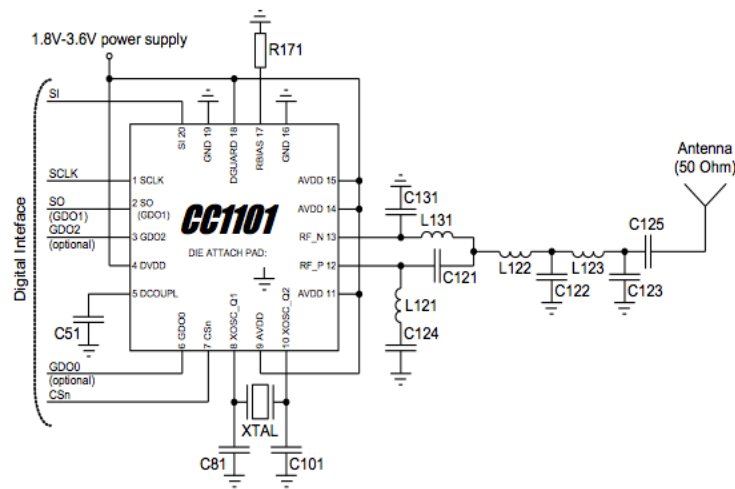 1.8V-3.6V power supply
R171
SI
SI 20
GND 19
DGUARD 18
RBIAS 17
GND 16
Antenna
(50 Ohm)
SCLK
1 SCLK
AVDD 15
SO
(GDO1)
2 SO
(GDO1)
CC1101
AVDD 14
C131
L131
C125
GDO2
(optional)
3 GDO2
RF_N 13
DIE ATTACH PAD:
4 DVDD
RF_P 12
C121
L122
C122
L123
C123
5 DCOUPL
AVDD 11
L121
C51
C124
6 GDO0
7 CSn
8 XOSC_Q1
9 AVDD
10 XOSC_Q2
GDO0
(optional)
CSn
XTAL
C81
C101
Digital Interface